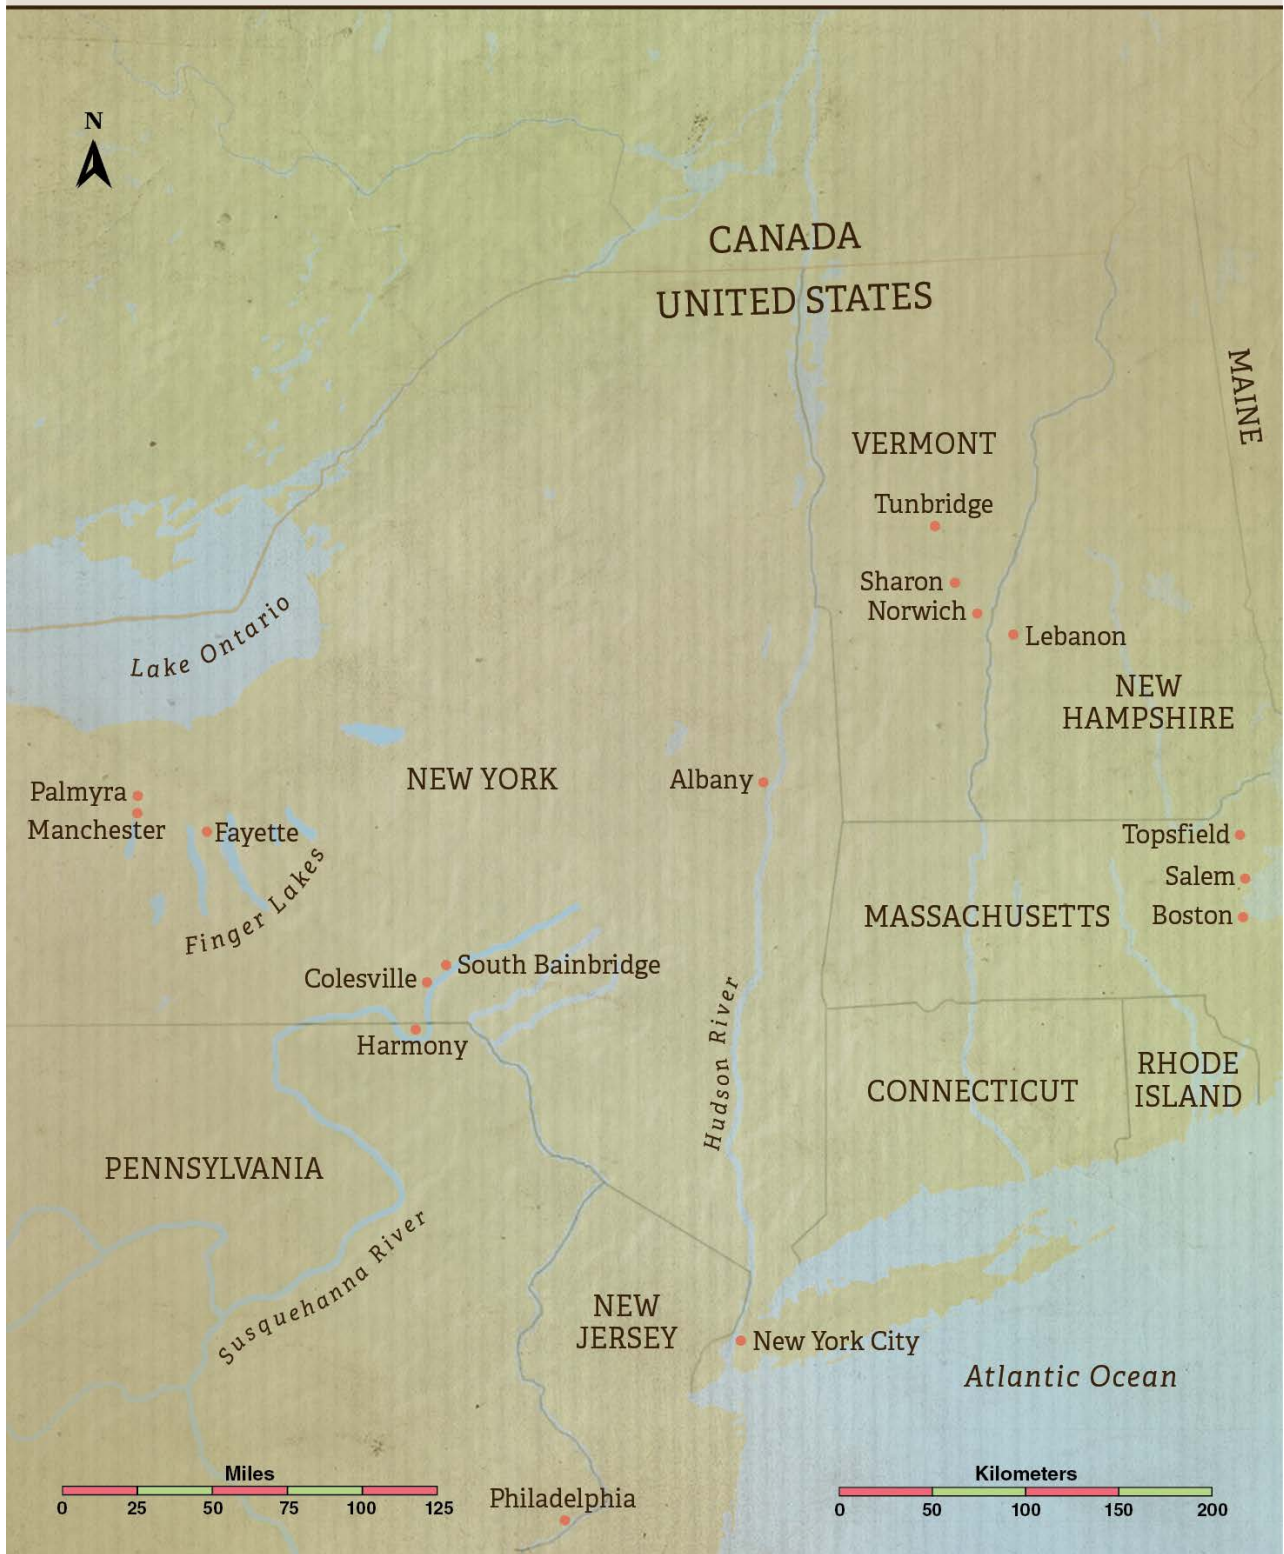 N
CANADA
UNITED STATES
MAINE
VERMONT
Tunbridge
Sharon
Norwich
Lebanon
Lake Ontario
NEW
HAMPSHIRE
NEW YORK
Albany
Palmyra
Manchester
Fayette
Finger Lakes
Topsfield
Salem
Boston
MASSACHUSETTS
South Bainbridge
Colesville
Harmony
Hudson River
CONNECTICUT
RHODE
ISLAND
PENNSYLVANIA
Susquehanna River
NEW
JERSEY
New York City
Atlantic Ocean
Miles
0 25 50 75 100 125
Philadelphia
Kilometers
0 50 100 150 200